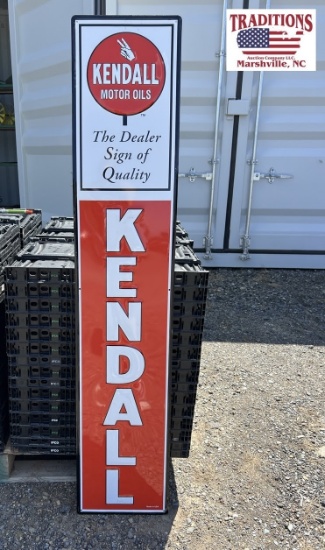 TRADITIONS
Auction Company LLC
Marshville, NC
KENDALL
MOTOR OILS
The Dealer
Sign of
Quality
KENDALL